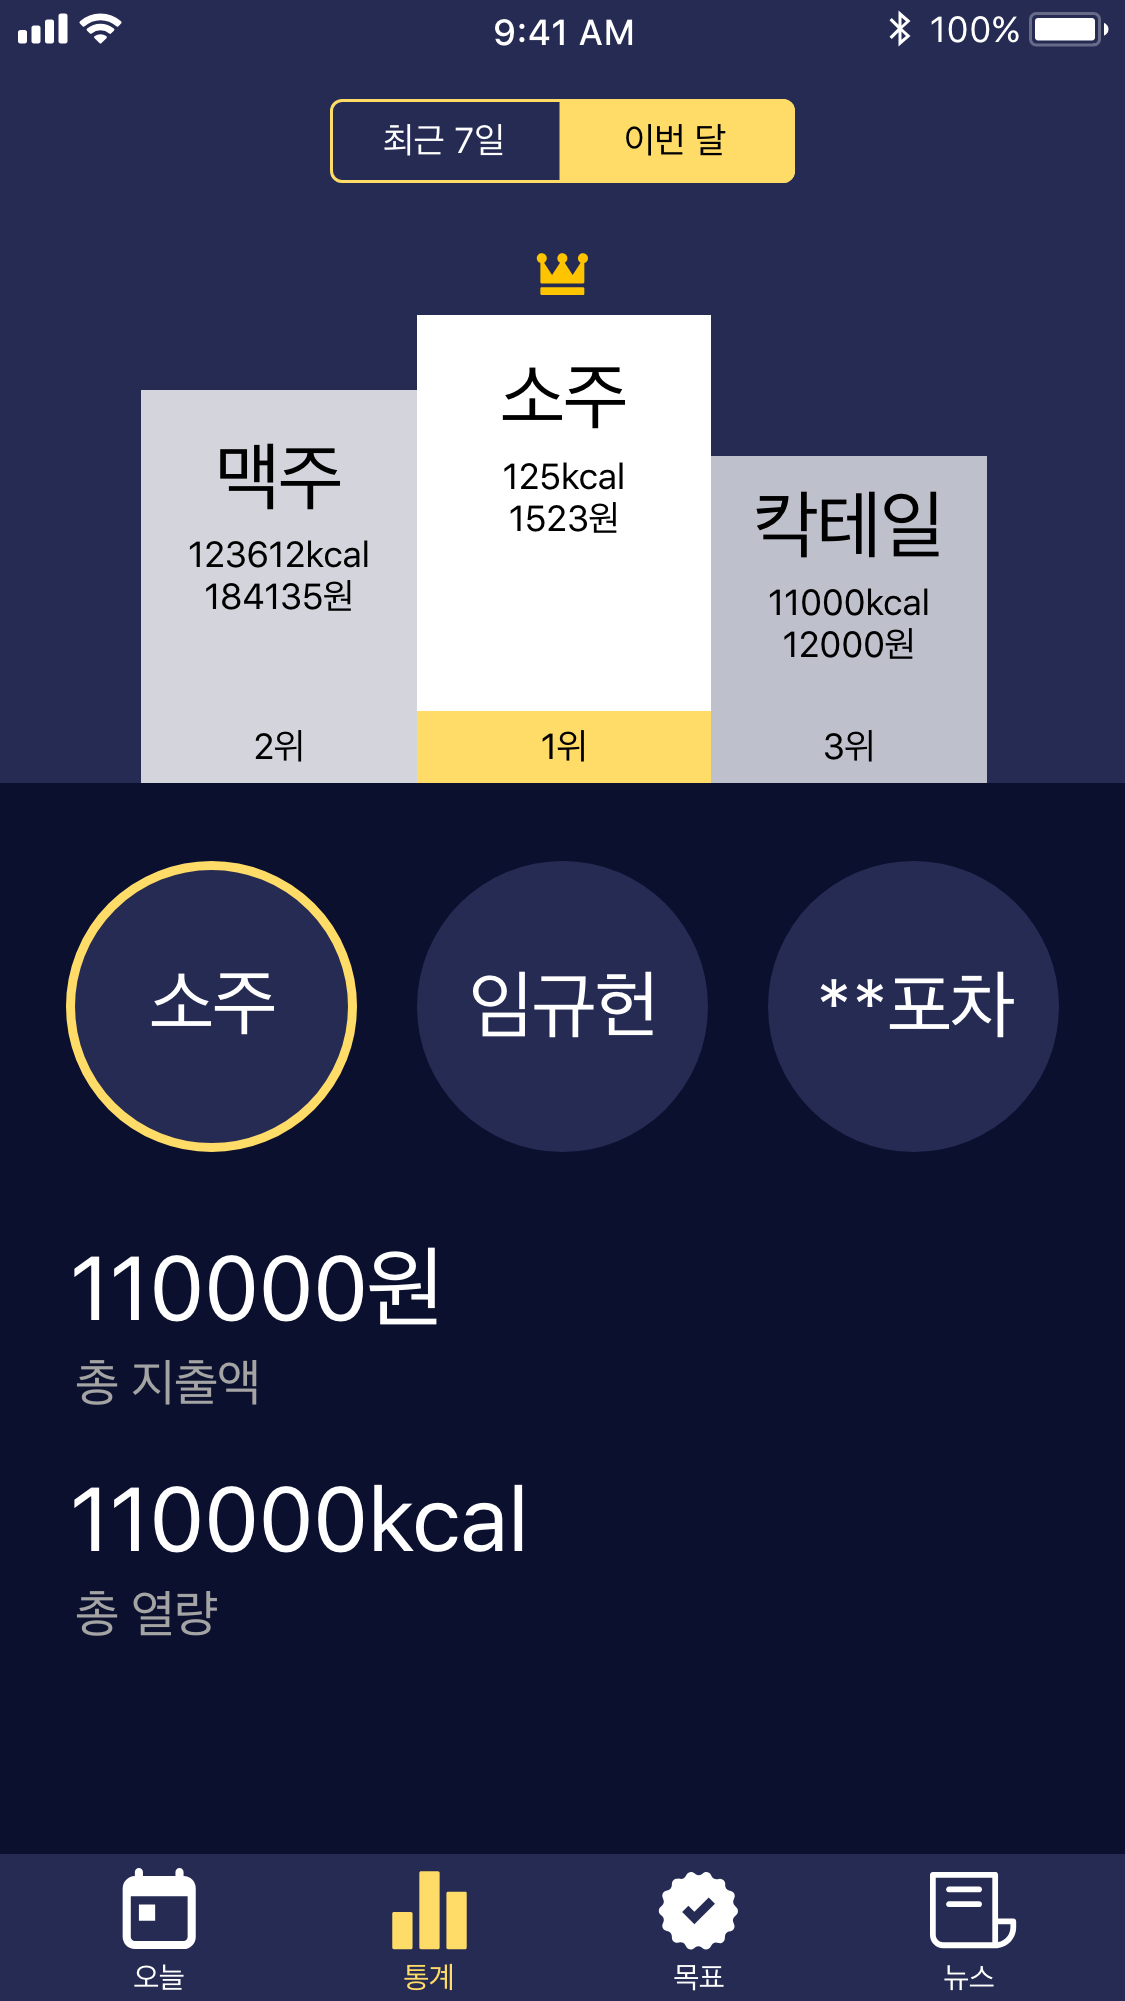 9:41 AM
100%
최근 7일
이번 달
소주
125kcal
1523원
맥주
123612kcal
184135원
칵테일
11000kcal
12000원
2위
1위
3위
소주
임규헌
**포차
110000원
총 지출액
110000kcal
총 열량
오늘
통계
목표
뉴스